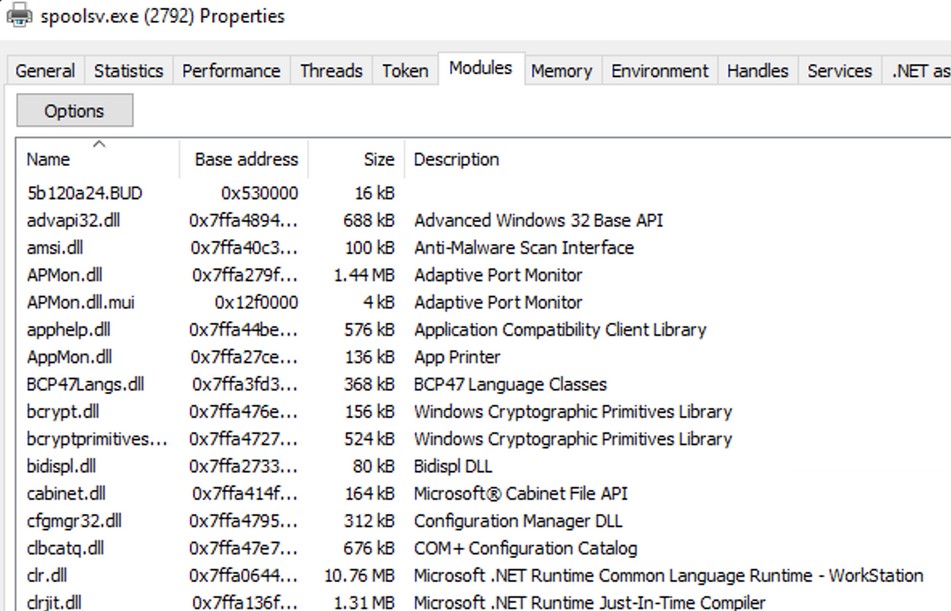 spoolsv.exe (2792) Properties
General Statistics Performance Threads Token Modules Memory Environment Handles Services .NET as
Options
Name Base address Size Description
5b120a24.BUD 0x530000 16 kB
advapi32.dll 0x7ffa4894... 688 kB Advanced Windows 32 Base API
amsi.dll 0x7ffa40c3... 100 kB Anti-Malware Scan Interface
APMon.dll 0x7ffa279f... 1.44 MB Adaptive Port Monitor
APMon.dll.mui 0x12f0000 4 kB Adaptive Port Monitor
apphelp.dll 0x7ffa44be... 576 kB Application Compatibility Client Library
AppMon.dll 0x7ffa27ce... 136 kB App Printer
BCP47Langs.dll 0x7ffa3fd3... 368 kB BCP47 Language Classes
bcrypt.dll 0x7ffa476e... 156 kB Windows Cryptographic Primitives Library
bcryptprimitives... 0x7ffa4727... 524 kB Windows Cryptographic Primitives Library
bidispl.dll 0x7ffa2733... 80 kB Bidispl DLL
cabinet.dll 0x7ffa414f... 164 kB Microsoft® Cabinet File API
cfgmgr32.dll 0x7ffa4795... 312 kB Configuration Manager DLL
clbcatq.dll 0x7ffa47e7... 676 kB COM+ Configuration Catalog
clr.dll 0x7ffa0644... 10.76 MB Microsoft .NET Runtime Common Language Runtime - WorkStation
clrjit.dll 0x7ffa136f... 1.31 MB Microsoft .NET Runtime Just-In-Time Compiler